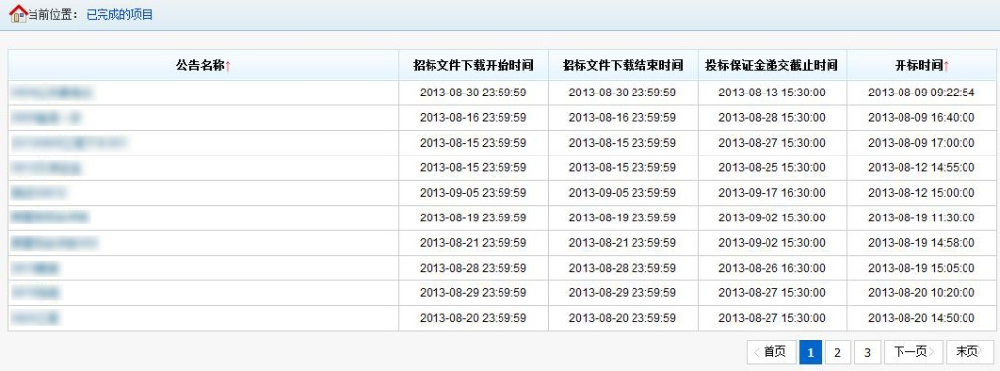 当前位置： 已完成的项目
公告名称↑ 招标文件下载开始时间 招标文件下载结束时间 投标保证金递交截止时间 开标时间↑
2013-08-30 23:59:59 2013-08-30 23:59:59 2013-08-13 15:30:00 2013-08-09 09:22:54
2013-08-16 23:59:59 2013-08-16 23:59:59 2013-08-28 15:30:00 2013-08-09 16:40:00
2013-08-15 23:59:59 2013-08-15 23:59:59 2013-08-27 15:30:00 2013-08-09 17:00:00
2013-08-15 23:59:59 2013-08-15 23:59:59 2013-08-25 15:30:00 2013-08-12 14:55:00
2013-09-05 23:59:59 2013-09-05 23:59:59 2013-09-17 16:30:00 2013-08-12 15:00:00
2013-08-19 23:59:59 2013-08-19 23:59:59 2013-09-02 15:30:00 2013-08-19 11:30:00
2013-08-21 23:59:59 2013-08-21 23:59:59 2013-09-02 15:30:00 2013-08-19 14:58:00
2013-08-28 23:59:59 2013-08-28 23:59:59 2013-08-26 16:30:00 2013-08-19 15:05:00
2013-08-29 23:59:59 2013-08-29 23:59:59 2013-08-27 15:30:00 2013-08-20 10:20:00
2013-08-20 23:59:59 2013-08-20 23:59:59 2013-08-27 15:30:00 2013-08-20 14:50:00
首页 1 2 3 下一页 末页